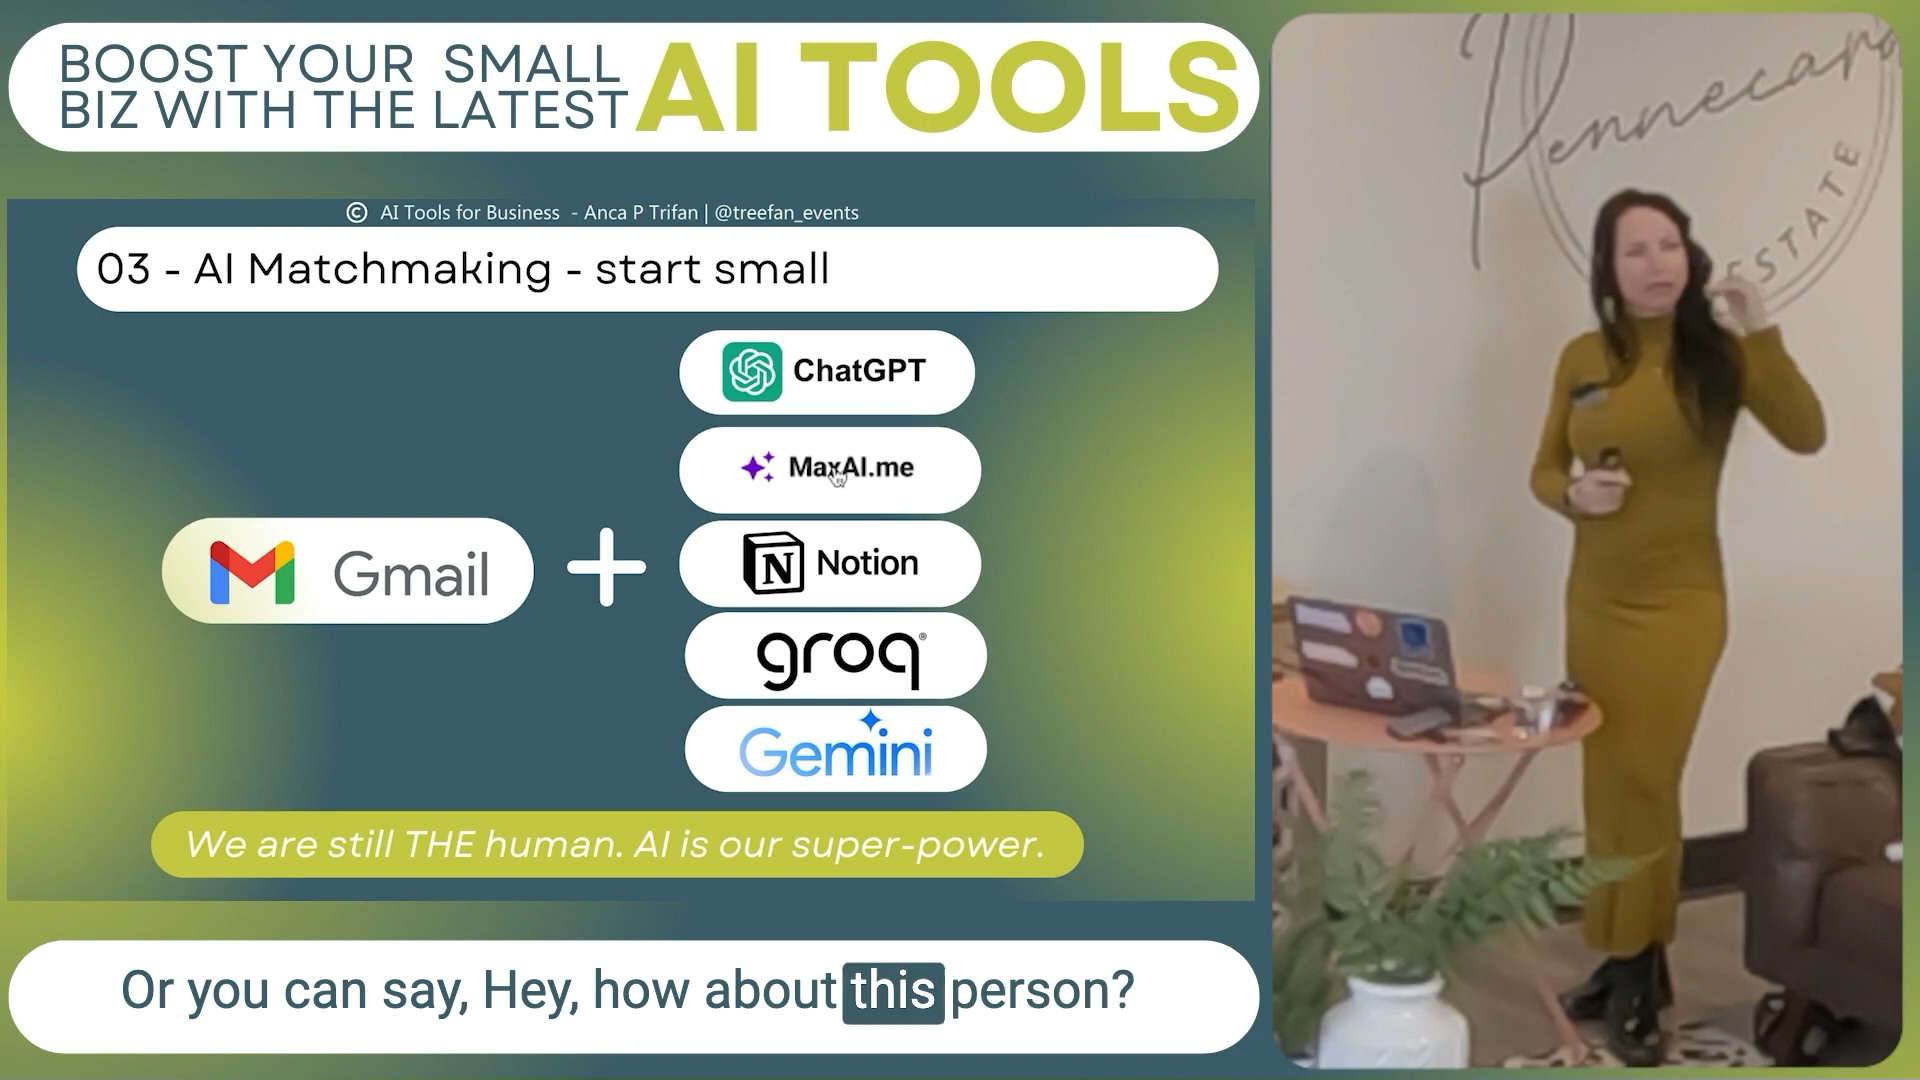 BOOST YOUR SMALL
BIZ WITH THE LATEST
AI TOOLS
© AI Tools for Business - Anca P Trifan | @treefan_events
03 - AI Matchmaking - start small
ChatGPT
MaxAI.me
N Notion
groq®
Gemini
M Gmail
+
We are still THE human. AI is our super-power.
Or you can say, Hey, how about this person?
ESTATE